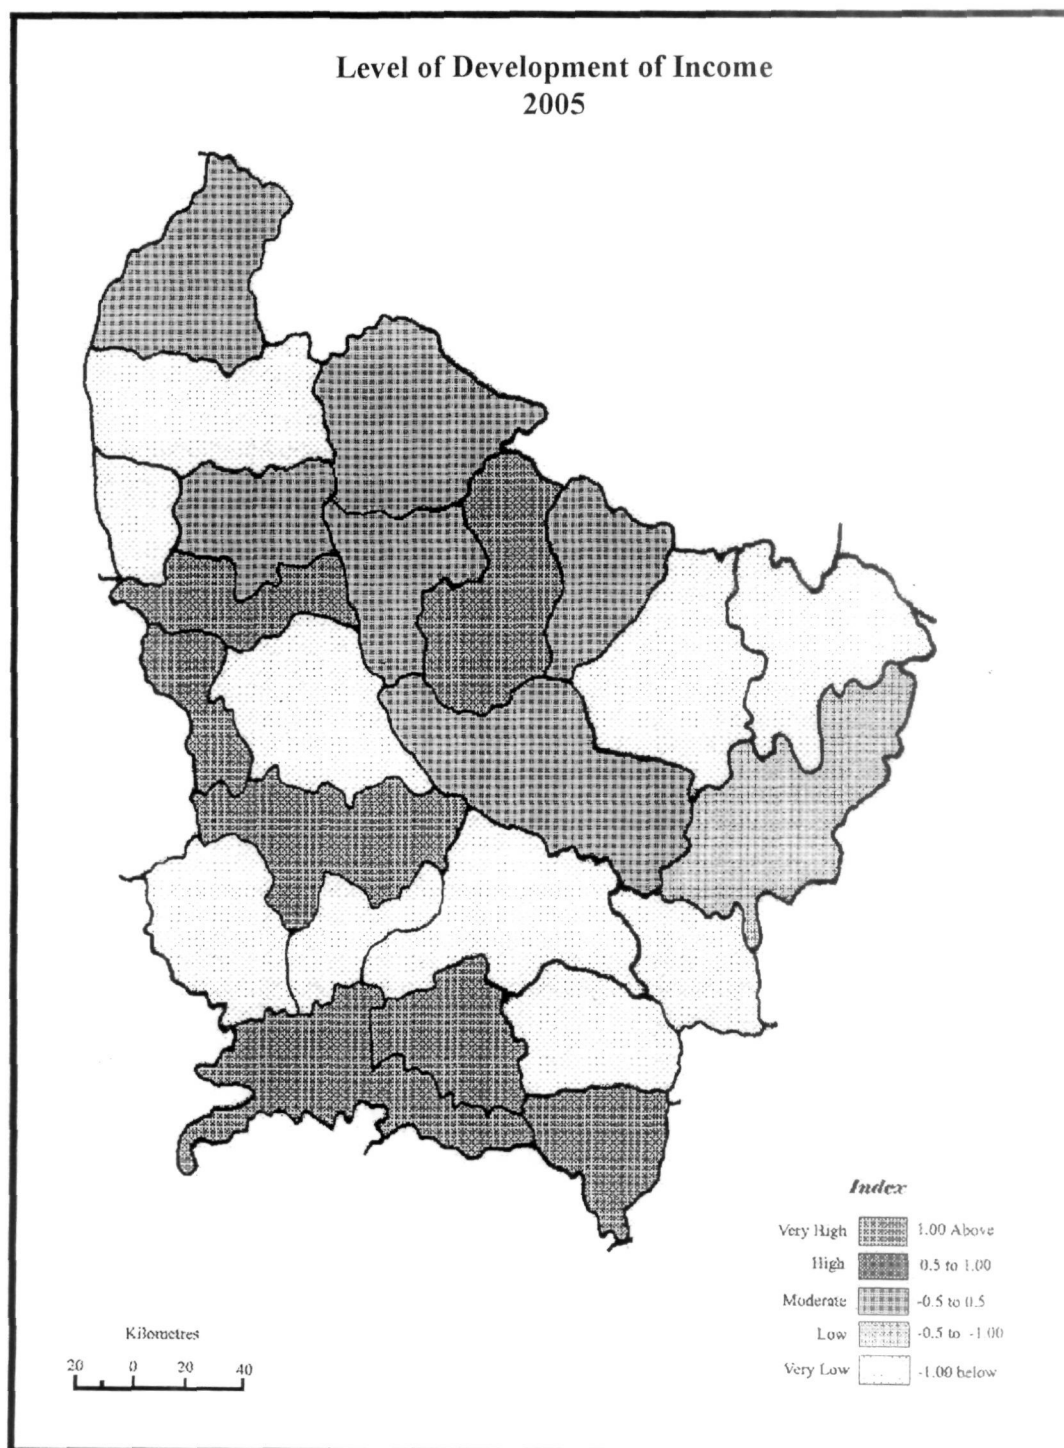 Level of Development of Income
2005
Index
Very High 1.00 Above
High 0.5 to 1.00
Moderate -0.5 to 0.5
Low -0.5 to -1.00
Very Low -1.00 below
Kilometres
20 0 20 40